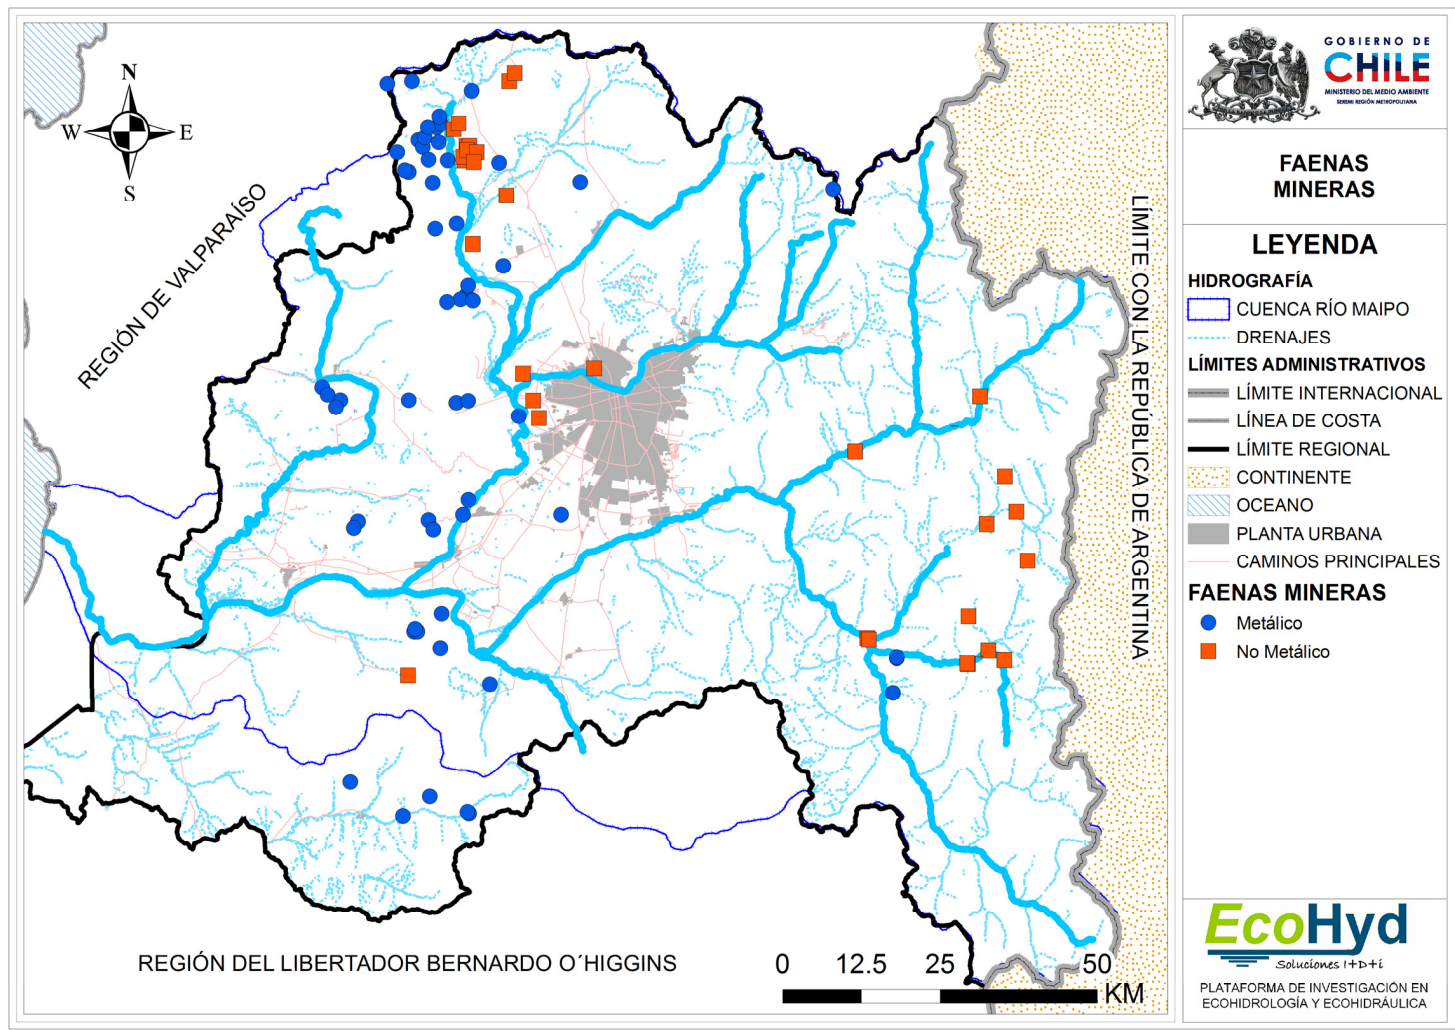 N
W
E
S
REGIÓN DE VALPARAÍSO
LÍMITE CON LA REPÚBLICA DE ARGENTINA
REGIÓN DEL LIBERTADOR BERNARDO O´HIGGINS
0 12.5 25 50
KM
GOBIERNO DE
CHILE
MINISTERIO DEL MEDIO AMBIENTE
SEREMI REGIÓN METROPOLITANA
FAENAS
MINERAS
LEYENDA
HIDROGRAFÍA
CUENCA RÍO MAIPO
DRENAJES
LÍMITES ADMINISTRATIVOS
LÍMITE INTERNACIONAL
LÍNEA DE COSTA
LÍMITE REGIONAL
CONTINENTE
OCEANO
PLANTA URBANA
CAMINOS PRINCIPALES
FAENAS MINERAS
Metálico
No Metálico
EcoHyd
Soluciones I+D+i
PLATAFORMA DE INVESTIGACIÓN EN
ECOHIDROLOGÍA Y ECOHIDRÁULICA